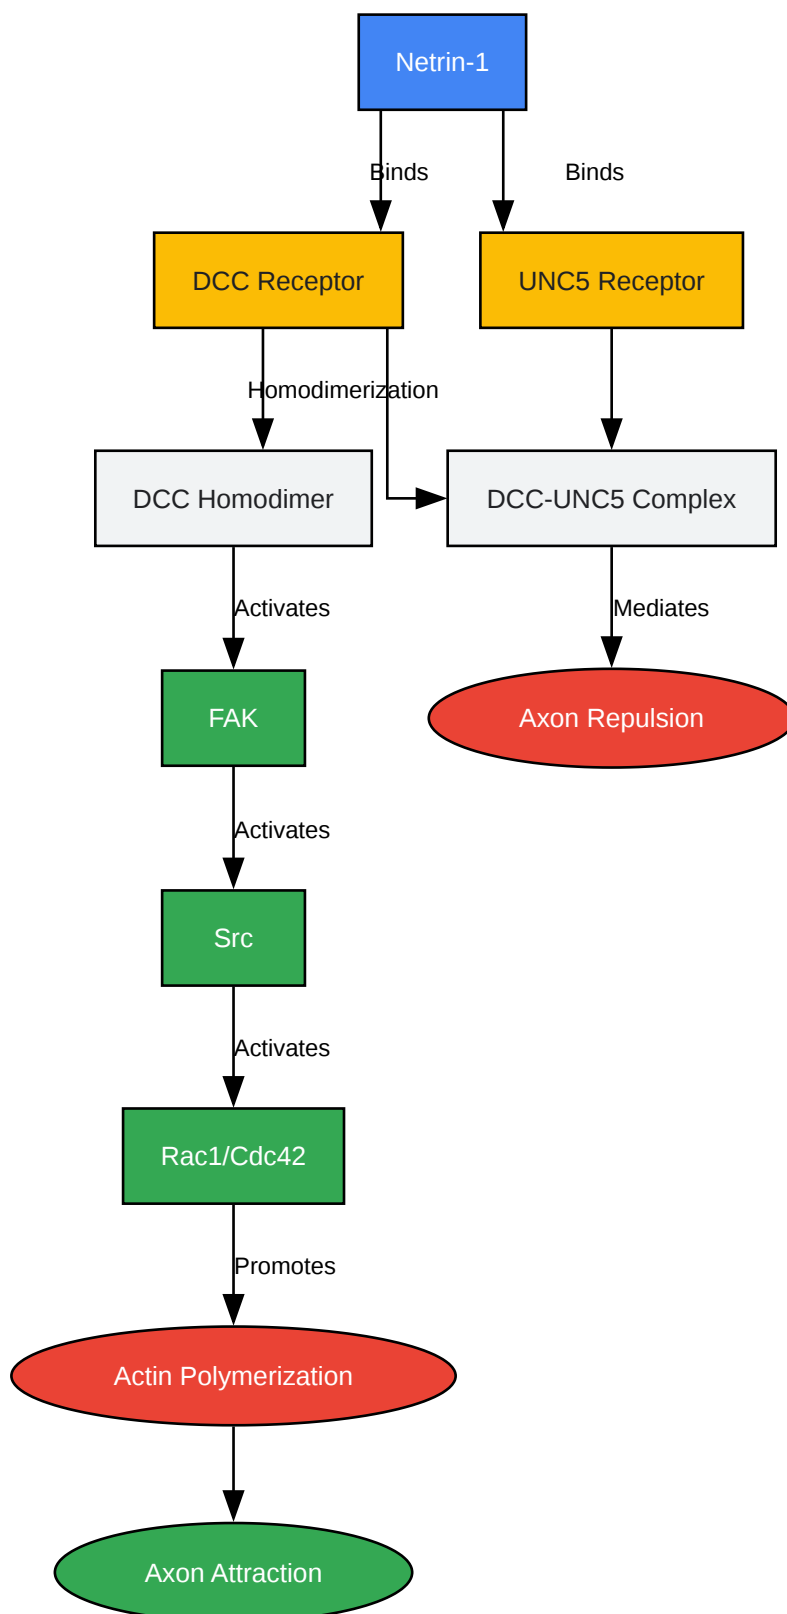 Netrin-1
Binds
Binds
DCC Receptor
UNC5 Receptor
Homodimerization
DCC Homodimer
DCC-UNC5 Complex
Activates
Mediates
FAK
Axon Repulsion
Activates
Src
Activates
Rac1/Cdc42
Promotes
Actin Polymerization
Axon Attraction